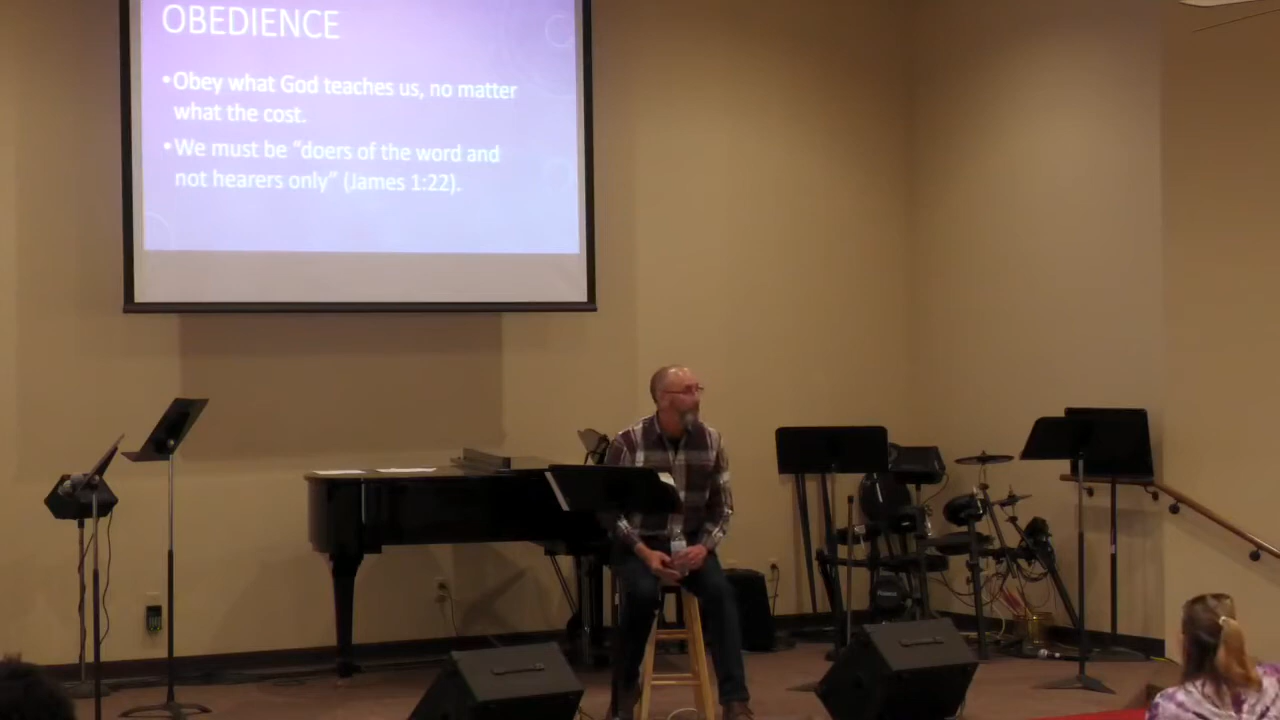 OBEDIENCE
•Obey what God teaches us, no matter
what the cost.
•We must be “doers of the word and
not hearers only” (James 1:22).